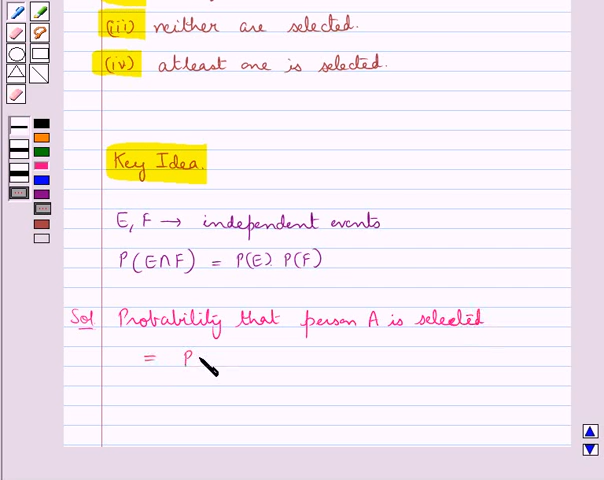 (iii) neither are selected.
(iv) atleast one is selected.
Key Idea.
E, F → independent events
P(E∩F) = P(E). P(F)
Sol Probability that person A is selected
= P